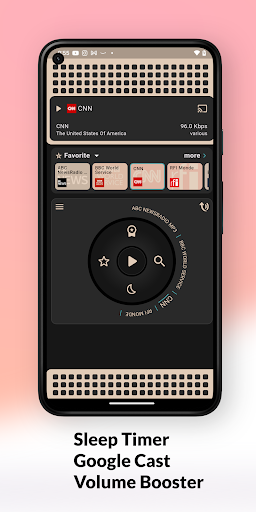 CNN
CNN
96.0 Kbps
The United States 01 America
various
Favorite
more
ABC
NewsRadio ...
BBC World
Service
CNN
RFI Monde
ABC NEWSRADIO MP3
BBC WORLD SERVICE
CNN
RFI MONDE
Sleep Timer
Google Cast
Volume Booster